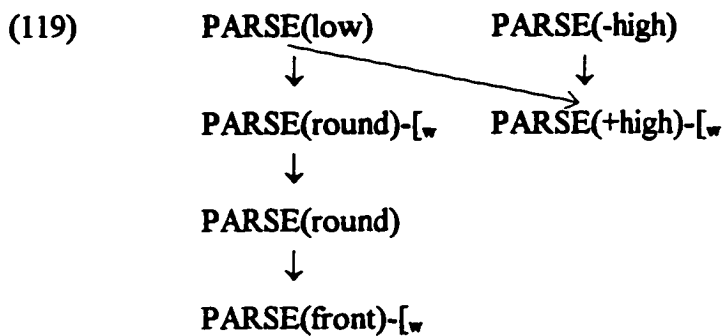 (119) PARSE(low) PARSE(-high)
↓ ↓
PARSE(round)-[w PARSE(+high)-[w
↓
PARSE(round)
↓
PARSE(front)-[w